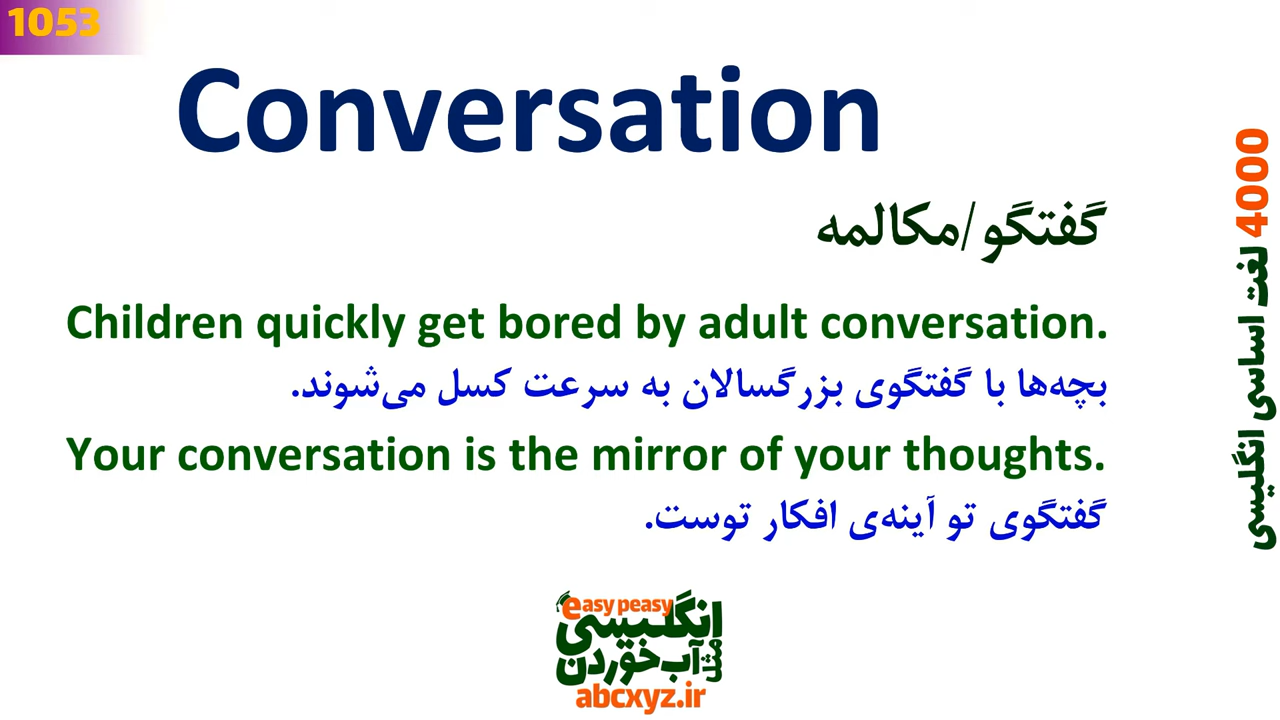 1053
Conversation
گفتگو/مکالمه
Children quickly get bored by adult conversation.
بچه‌ها با گفتگوی بزرگسالان به سرعت کسل می‌شوند.
Your conversation is the mirror of your thoughts.
گفتگوی تو آینه‌ی افکار توست.
4000 لغت اساسی انگلیسی
easy peasy
انگلیسی
مثل آب خوردن
abcxyz.ir